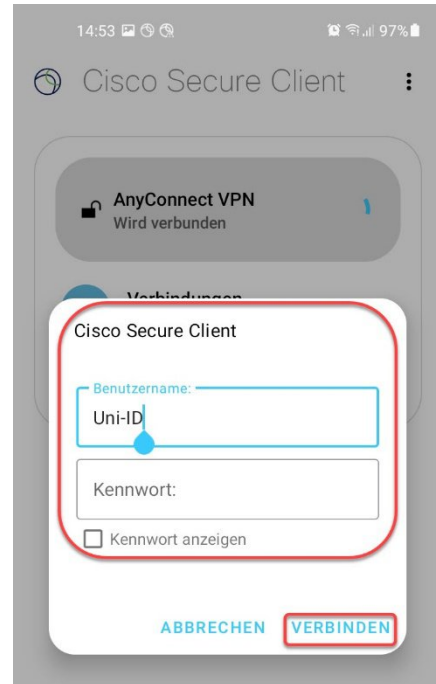 14:53 97%
Cisco Secure Client
AnyConnect VPN
Wird verbunden
Verbindungen
Cisco Secure Client
Benutzername:
Uni-ID
Kennwort:
Kennwort anzeigen
ABBRECHEN VERBINDEN